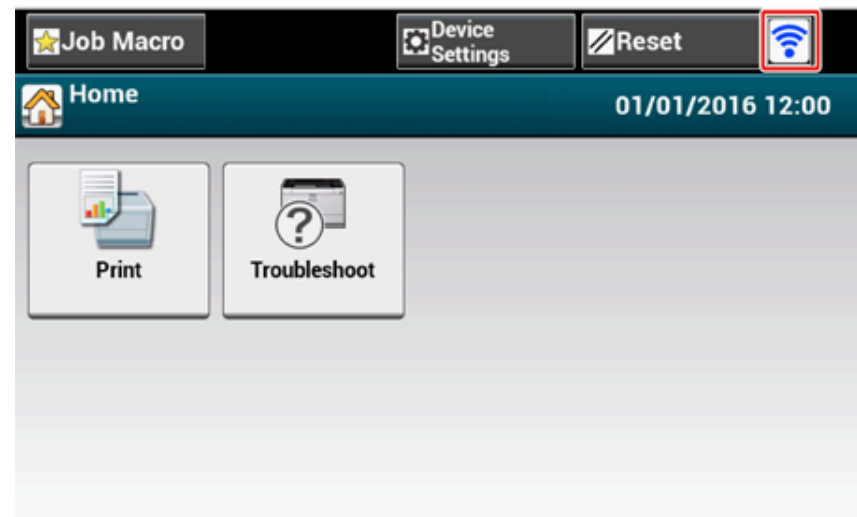 Job Macro
Device
Settings
Reset
Home
01/01/2016 12:00
Print
Troubleshoot